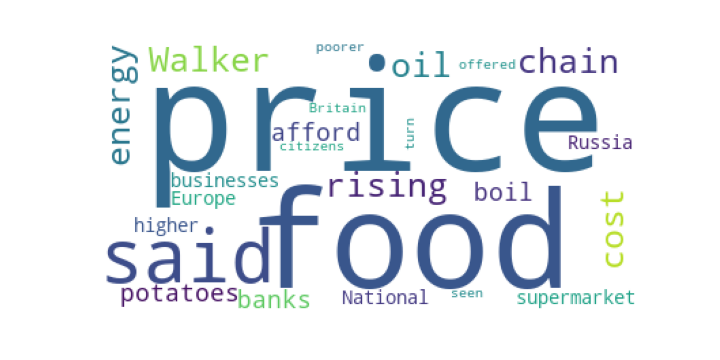 poorer
energy
Walker
oil
offered
chain
price
Britain
afford
turn
citizens
Russia
businesses
rising
boil
Europe
food
cost
higher
said
potatoes
banks
National
seen
supermarket